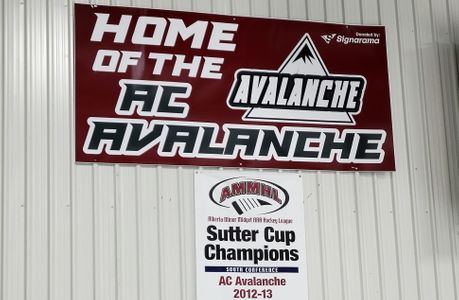 HOME
OF THE
AC
AVALANCHE
AVALANCHE
Donated By:
Signarama
AMMHL
Alberta Minor Midget AAA Hockey League
Sutter Cup
Champions
SOUTH CONFERENCE
AC Avalanche
2012-13